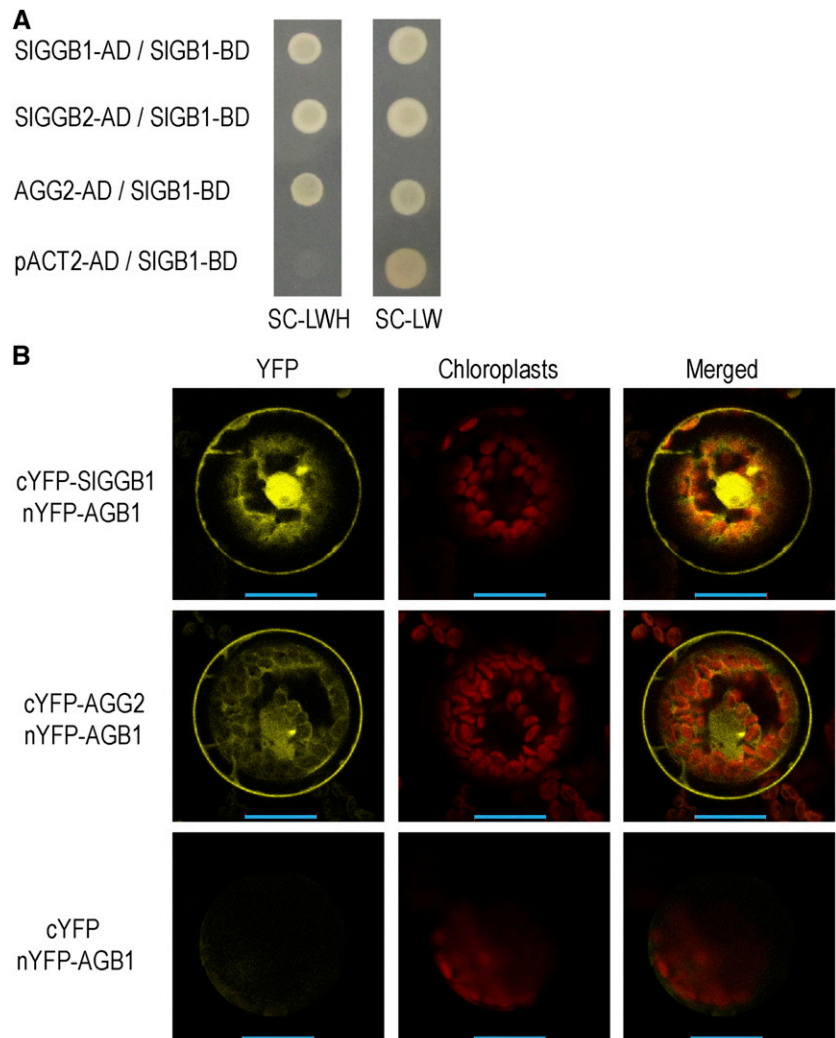 A
SlGGB1-AD / SlGB1-BD
SlGGB2-AD / SlGB1-BD
AGG2-AD / SlGB1-BD
pACT2-AD / SlGB1-BD
SC-LWH SC-LW
B
YFP Chloroplasts Merged
cYFP-SlGGB1
nYFP-AGB1
cYFP-AGG2
nYFP-AGB1
cYFP
nYFP-AGB1